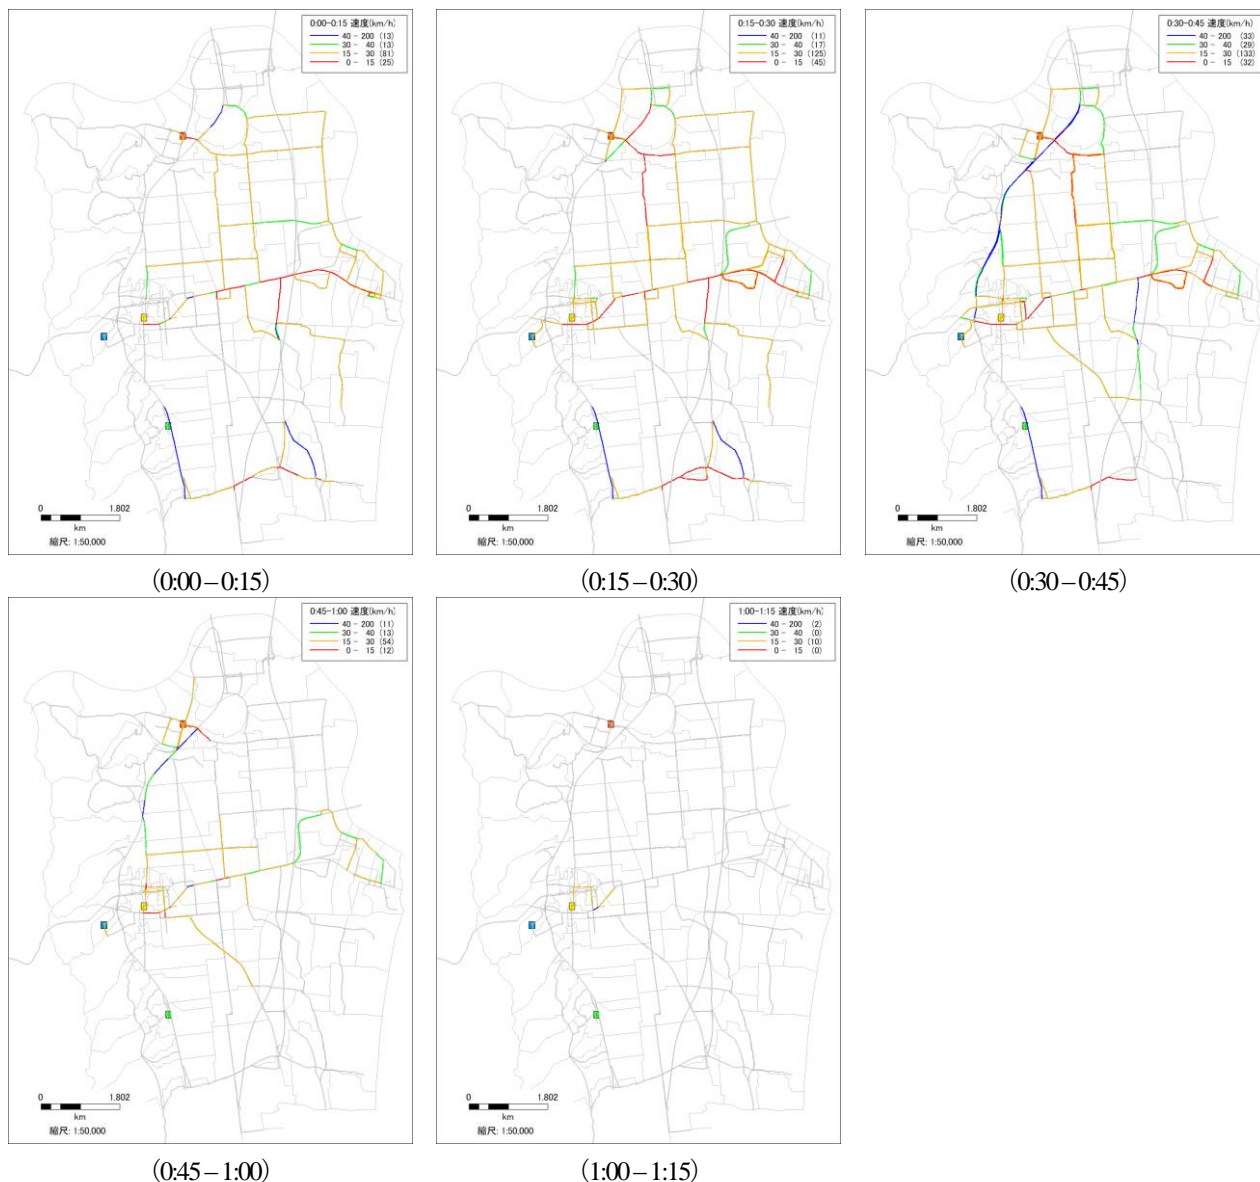 0:00-0:15 速度(km/h)
40 - 200 (13)
30 - 40 (13)
15 - 30 (81)
0 - 15 (25)
0 1.802
km
縮尺: 1:50,000
(0:00–0:15)
0:15-0:30 速度(km/h)
40 - 200 (11)
30 - 40 (17)
15 - 30 (125)
0 - 15 (45)
0 1.802
km
縮尺: 1:50,000
(0:15–0:30)
0:30-0:45 速度(km/h)
40 - 200 (33)
30 - 40 (29)
15 - 30 (133)
0 - 15 (32)
0 1.802
km
縮尺: 1:50,000
(0:30–0:45)
0:45-1:00 速度(km/h)
40 - 200 (11)
30 - 40 (13)
15 - 30 (54)
0 - 15 (12)
0 1.802
km
縮尺: 1:50,000
(0:45–1:00)
1:00-1:15 速度(km/h)
40 - 200 (2)
30 - 40 (0)
15 - 30 (10)
0 - 15 (0)
0 1.802
km
縮尺: 1:50,000
(1:00–1:15)